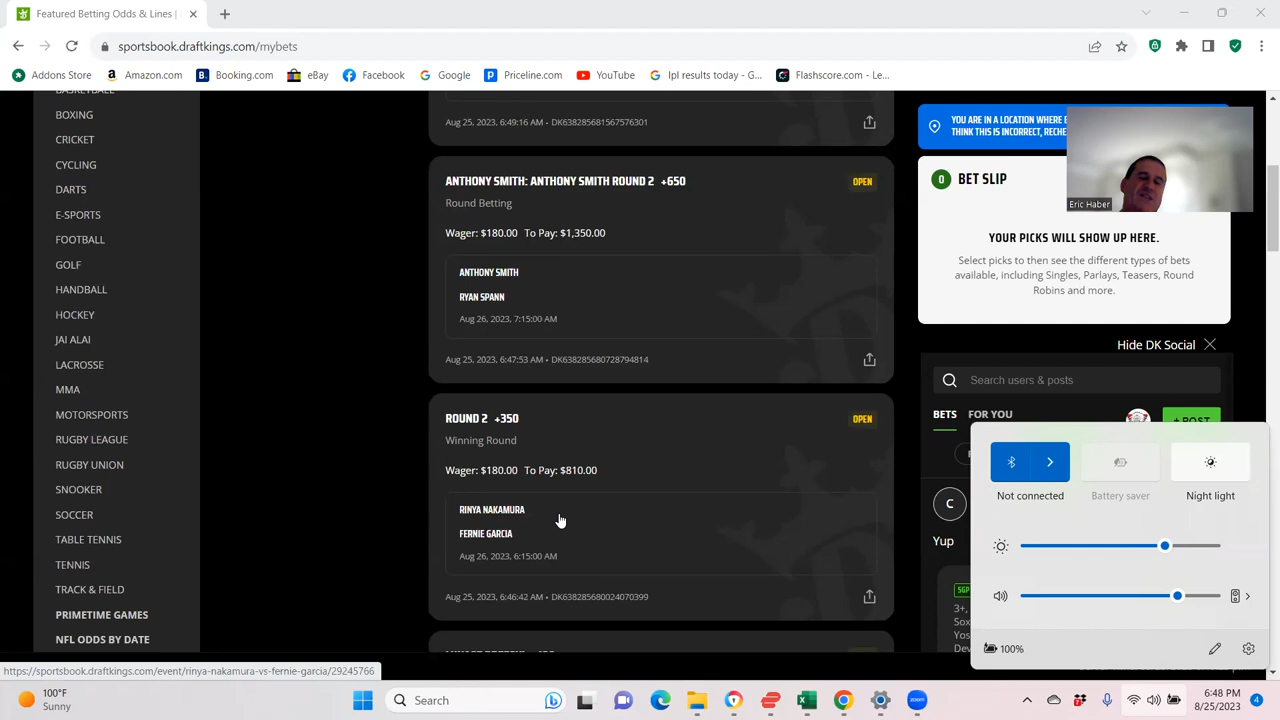 Featured Betting Odds & Lines |
sportsbook.draftkings.com/mybets
Addons Store
Amazon.com
Booking.com
eBay
Facebook
Google
Priceline.com
YouTube
Ipl results today - G...
Flashscore.com - Le...
BASKETBALL
BOXING
CRICKET
CYCLING
DARTS
E-SPORTS
FOOTBALL
GOLF
HANDBALL
HOCKEY
JAI ALAI
LACROSSE
MMA
MOTORSPORTS
RUGBY LEAGUE
RUGBY UNION
SNOOKER
SOCCER
TABLE TENNIS
TENNIS
TRACK & FIELD
PRIMETIME GAMES
NFL ODDS BY DATE
https://sportsbook.draftkings.com/event/rinya-nakamura-vs-fernie-garcia/29245766
Aug 25, 2023, 6:49:16 AM • DK638285681567576301
ANTHONY SMITH: ANTHONY SMITH ROUND 2 +650
OPEN
Round Betting
Wager: $180.00 To Pay: $1,350.00
ANTHONY SMITH
RYAN SPANN
Aug 26, 2023, 7:15:00 AM
Aug 25, 2023, 6:47:53 AM • DK638285680728794814
ROUND 2 +350
OPEN
Winning Round
Wager: $180.00 To Pay: $810.00
RINYA NAKAMURA
FERNIE GARCIA
Aug 26, 2023, 6:15:00 AM
Aug 25, 2023, 6:46:42 AM • DK638285680024070399
YOU ARE IN A LOCATION WHERE
THINK THIS IS INCORRECT,
Eric Haber
0 BET SLIP
YOUR PICKS WILL SHOW UP HERE.
Select picks to then see the different types of bets
available, including Singles, Parlays, Teasers, Round
Robins and more.
Hide DK Social
Search users & posts
BETS
FOR YOU
+ POST
C
Yup
SGP
3+,
Sox
Yos
Not connected
Battery saver
Night light
100%
100°F
Sunny
Search
6:48 PM
8/25/2023
4